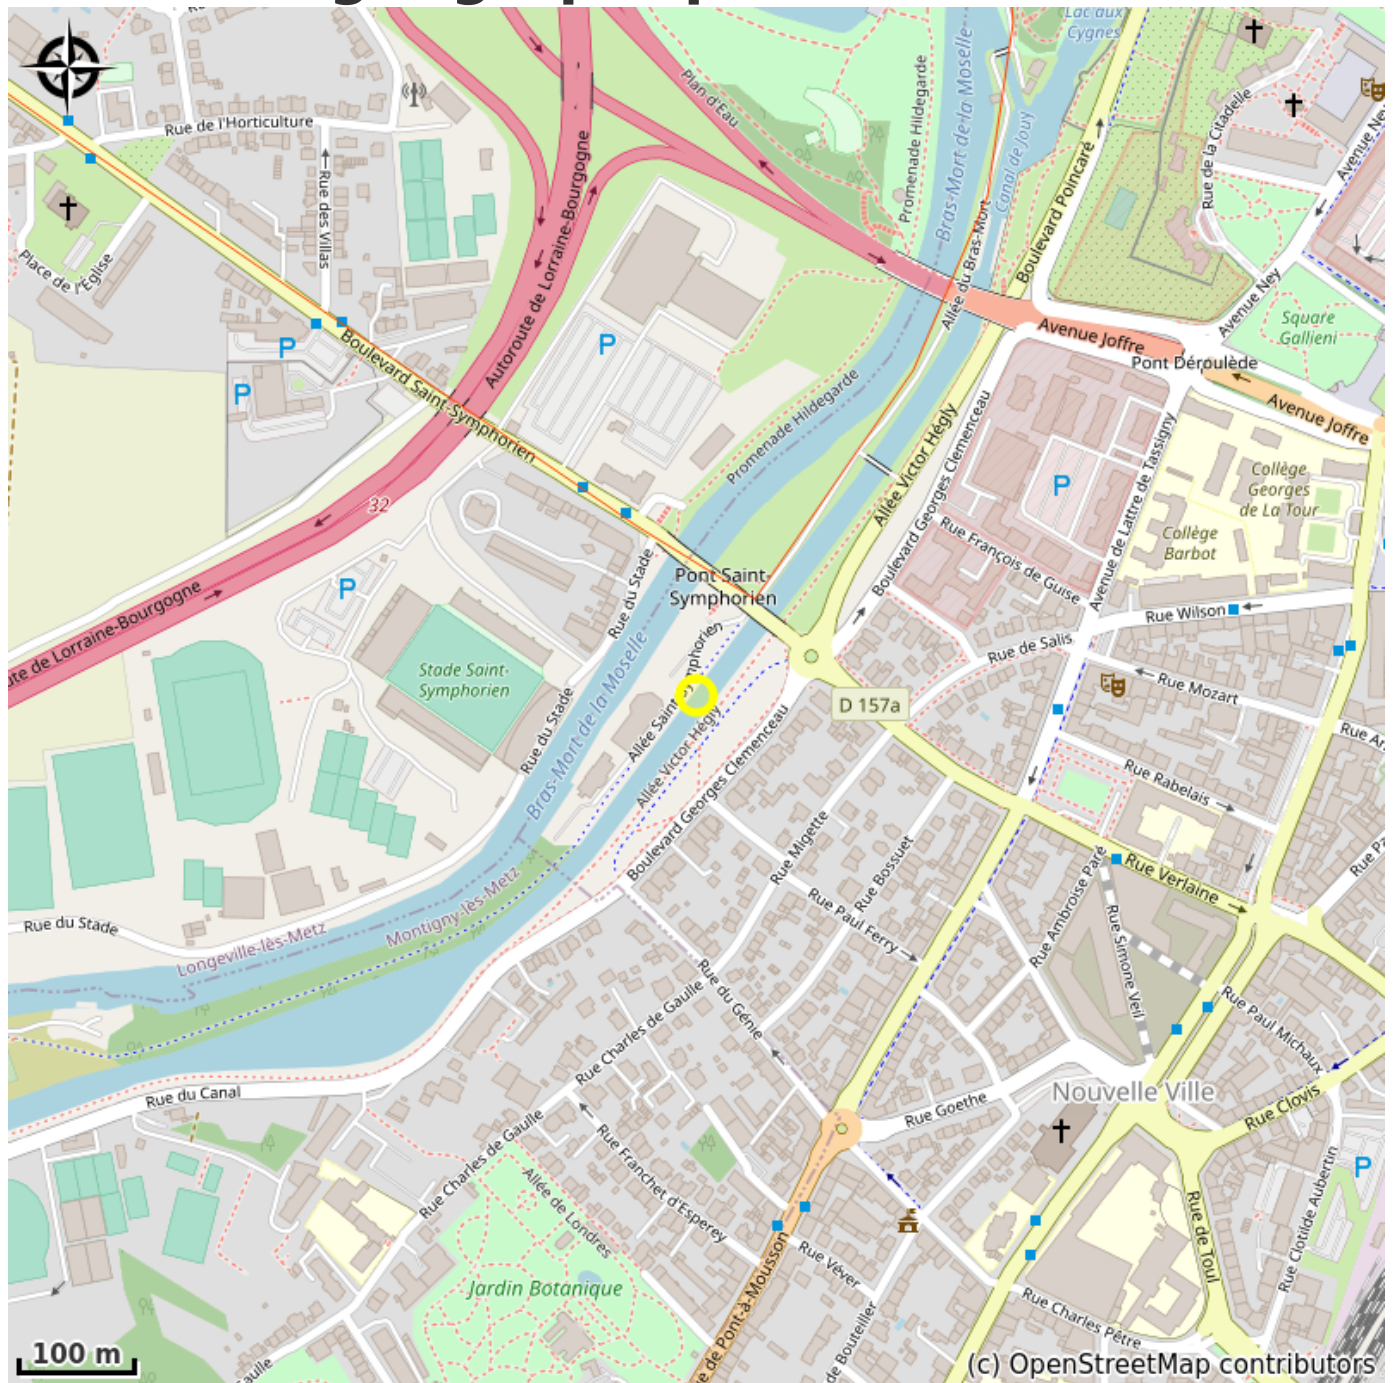 Lac aux
Cygnes
Plan d'Eau
Promenade Hildegarde
Bras-Mort de la Moselle
Canal de Jouy
Boulevard Poincaré
Rue de la Citadelle
Avenue Ney
Rue de l'Horticulture
Rue des Villas
Autoroute de Lorraine-Bourgogne
Promenade Hildegarde
Place de l'Église
Allée du Bras-Mort
Avenue Ney
Square
Gallieni
Avenue Joffre
Pont Déroulède
Avenue Joffre
P
P
P
Boulevard Saint-Symphorien
Promenade Hildegarde
Allée Victor Hégly
Boulevard Georges Clemenceau
Avenue de Lattre de Tassigny
Collège
Georges
de La Tour
Collège
Barbot
P
32
Rue François de Guise
Pont Saint-
Symphorien
Rue du Stade
P
Rue Wilson
Rue de Salis
Rue Mozart
Stade Saint-
Symphorien
Bras-Mort de la Moselle
D 157a
Rue du Stade
Allée Victor Hégly
Boulevard Georges Clemenceau
Rue Rabelais
Rue Migette
Rue Bossuet
Rue Verlaine
Rue Paul Ferry
Rue Ambroise Paré
Rue Simone Veil
Rue du Stade
Longeville-lès-Metz
Montigny-lès-Metz
Rue du Génie
Rue Charles de Gaulle
Rue Paul Michaux
Rue du Canal
Nouvelle Ville
Rue Goethe
Rue Clovis
Rue Charles de Gaulle
Rue Franchet d'Esperey
Allée de Londres
Rue Clotilde Aubertin
P
Rue de Toul
Jardin Botanique
Rue Véver
Rue Charles Pêtre
100 m
(c) OpenStreetMap contributors